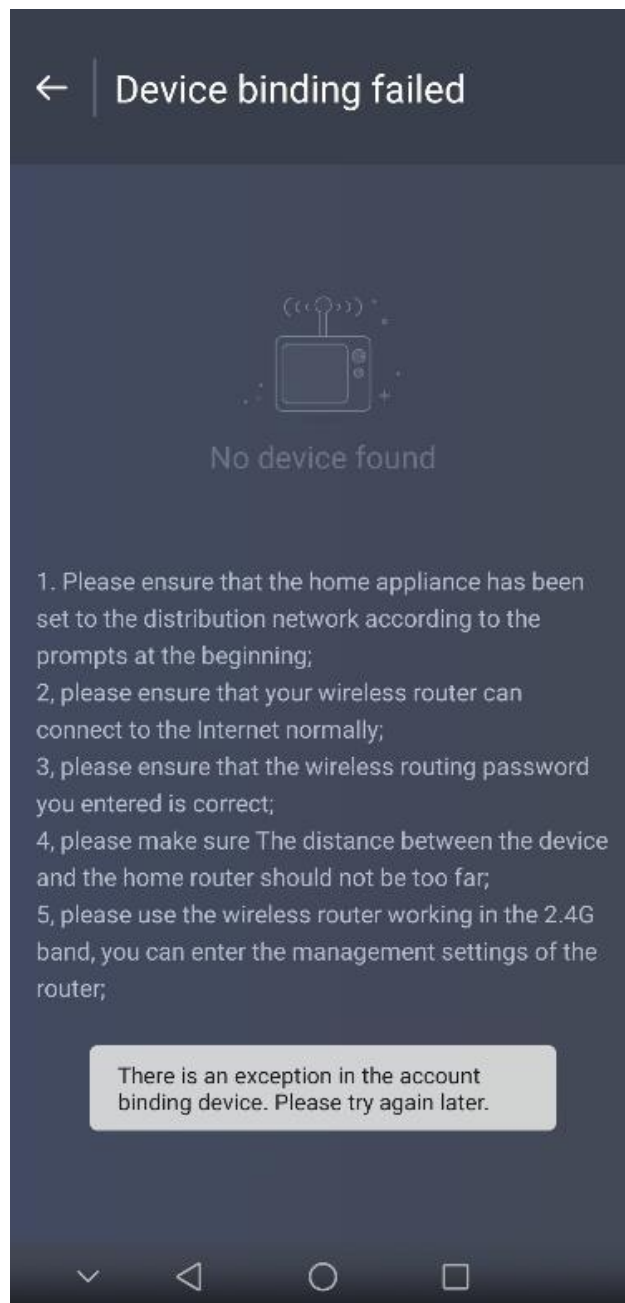 Device binding failed
No device found
1. Please ensure that the home appliance has been
set to the distribution network according to the
prompts at the beginning;
2, please ensure that your wireless router can
connect to the Internet normally;
3, please ensure that the wireless routing password
you entered is correct;
4, please make sure The distance between the device
and the home router should not be too far;
5, please use the wireless router working in the 2.4G
band, you can enter the management settings of the
router;
There is an exception in the account
binding device. Please try again later.